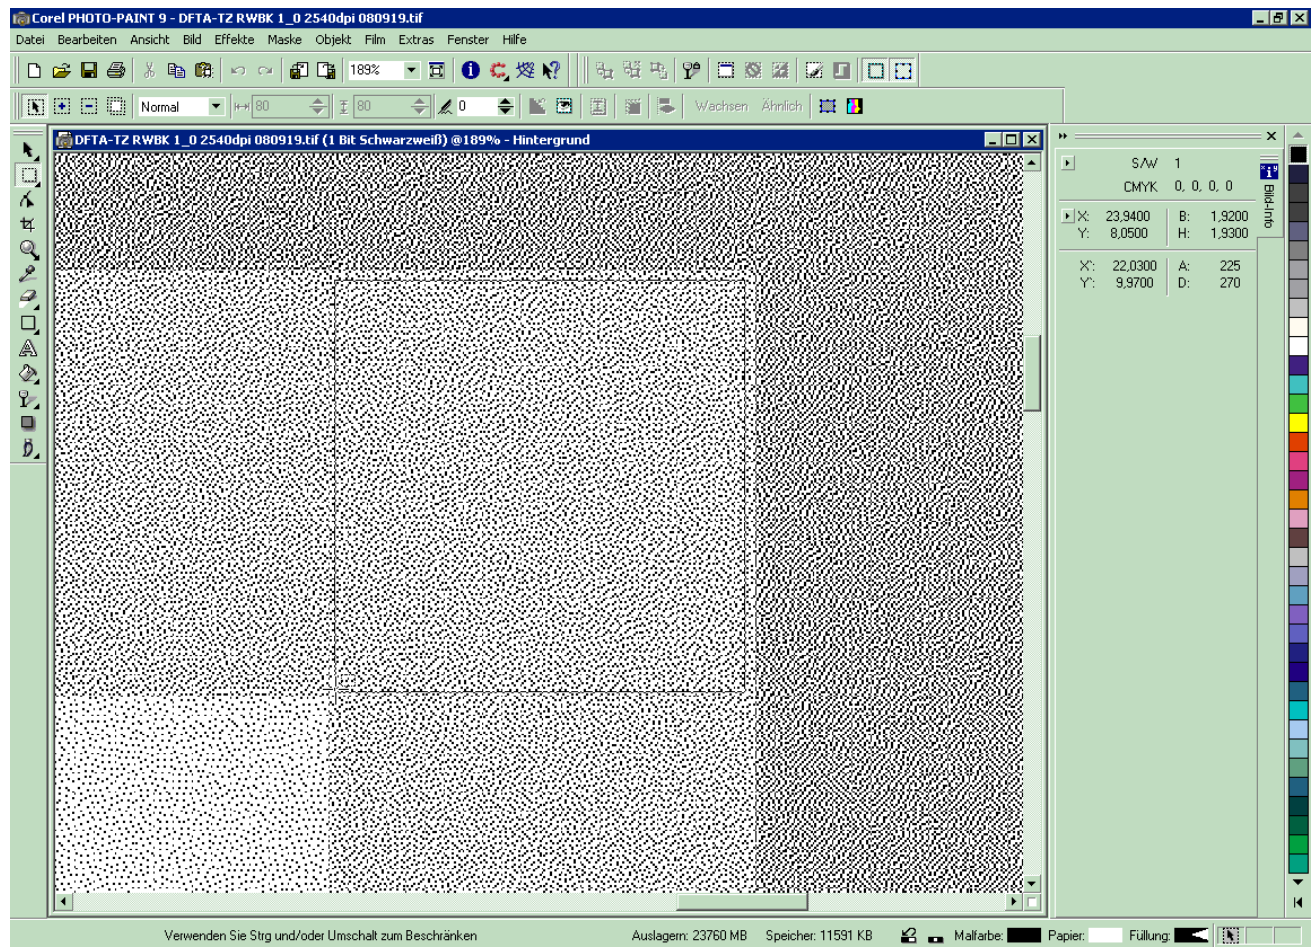 Corel PHOTO-PAINT 9 - DFTA-TZ RWBK 1_0 2540dpi 080919.tif
Datei Bearbeiten Ansicht Bild Effekte Maske Objekt Film Extras Fenster Hilfe
189%
Normal 80 80 0 Wachsen Ähnlich
DFTA-TZ RWBK 1_0 2540dpi 080919.tif (1 Bit Schwarzweiß) @189% - Hintergrund
S/W 1
CMYK 0, 0, 0, 0
X: 23,9400 B: 1,9200
Y: 8,0500 H: 1,9300
X': 22,0300 A: 225
Y': 9,9700 D: 270
Bild-Info
Verwenden Sie Strg und/oder Umschalt zum Beschränken Auslagern: 23760 MB Speicher: 11591 KB Malfarbe: Papier: Füllung: